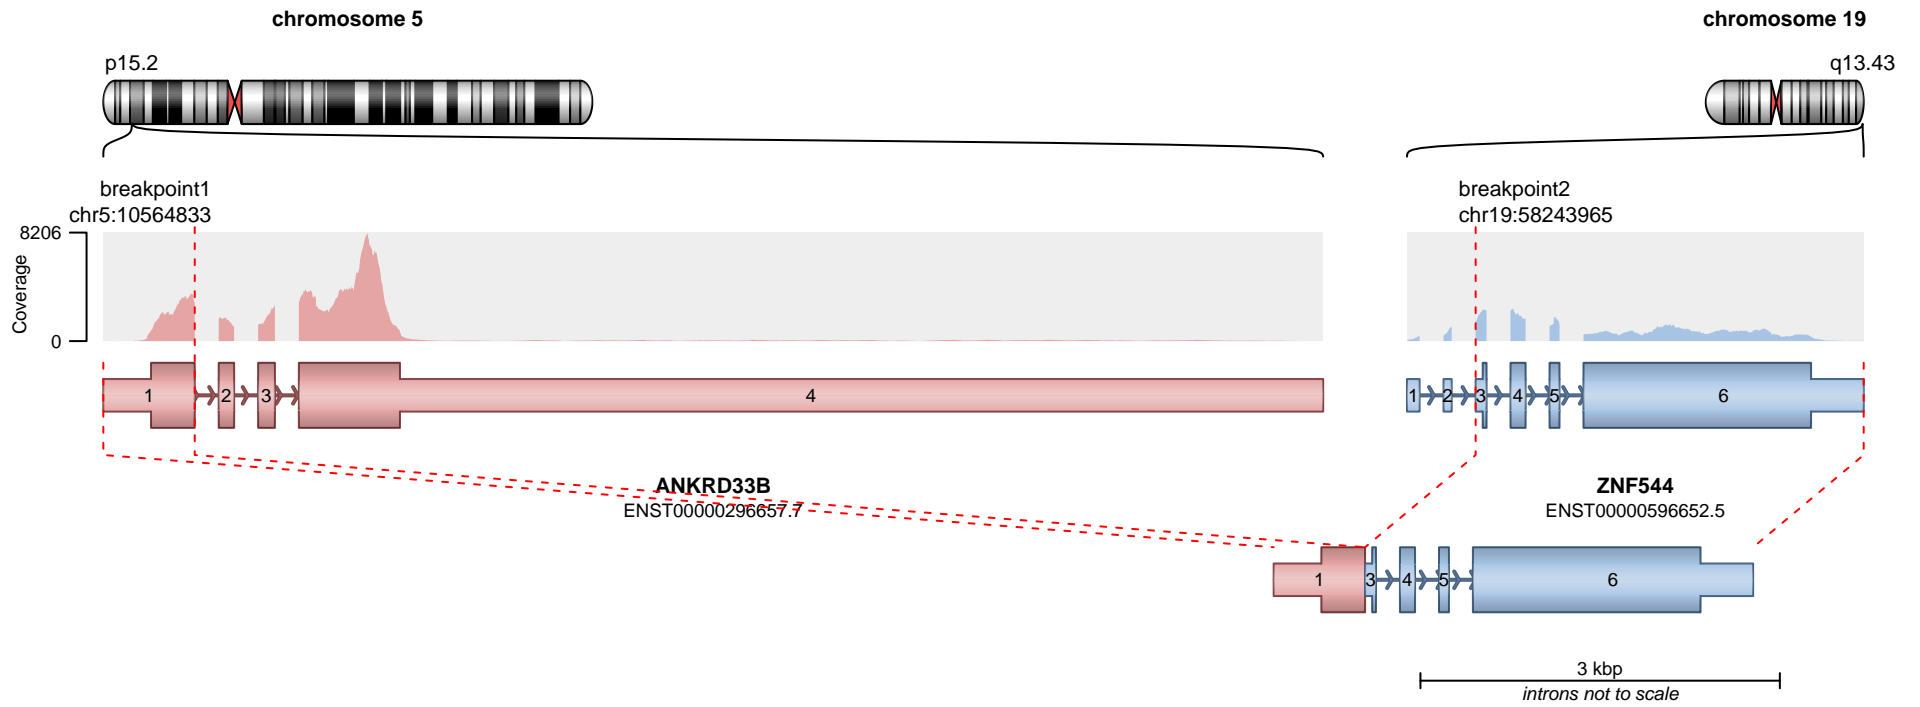 chromosome 5
chromosome 19
p15.2
q13.43
breakpoint1
chr5:10564833
breakpoint2
chr19:58243965
8206
Coverage
0
1
2
3
4
1
2
3
4
5
6
ANKRD33B
ENST00000296657.7
ZNF544
ENST00000596652.5
1
3
4
5
6
3 kbp
introns not to scale